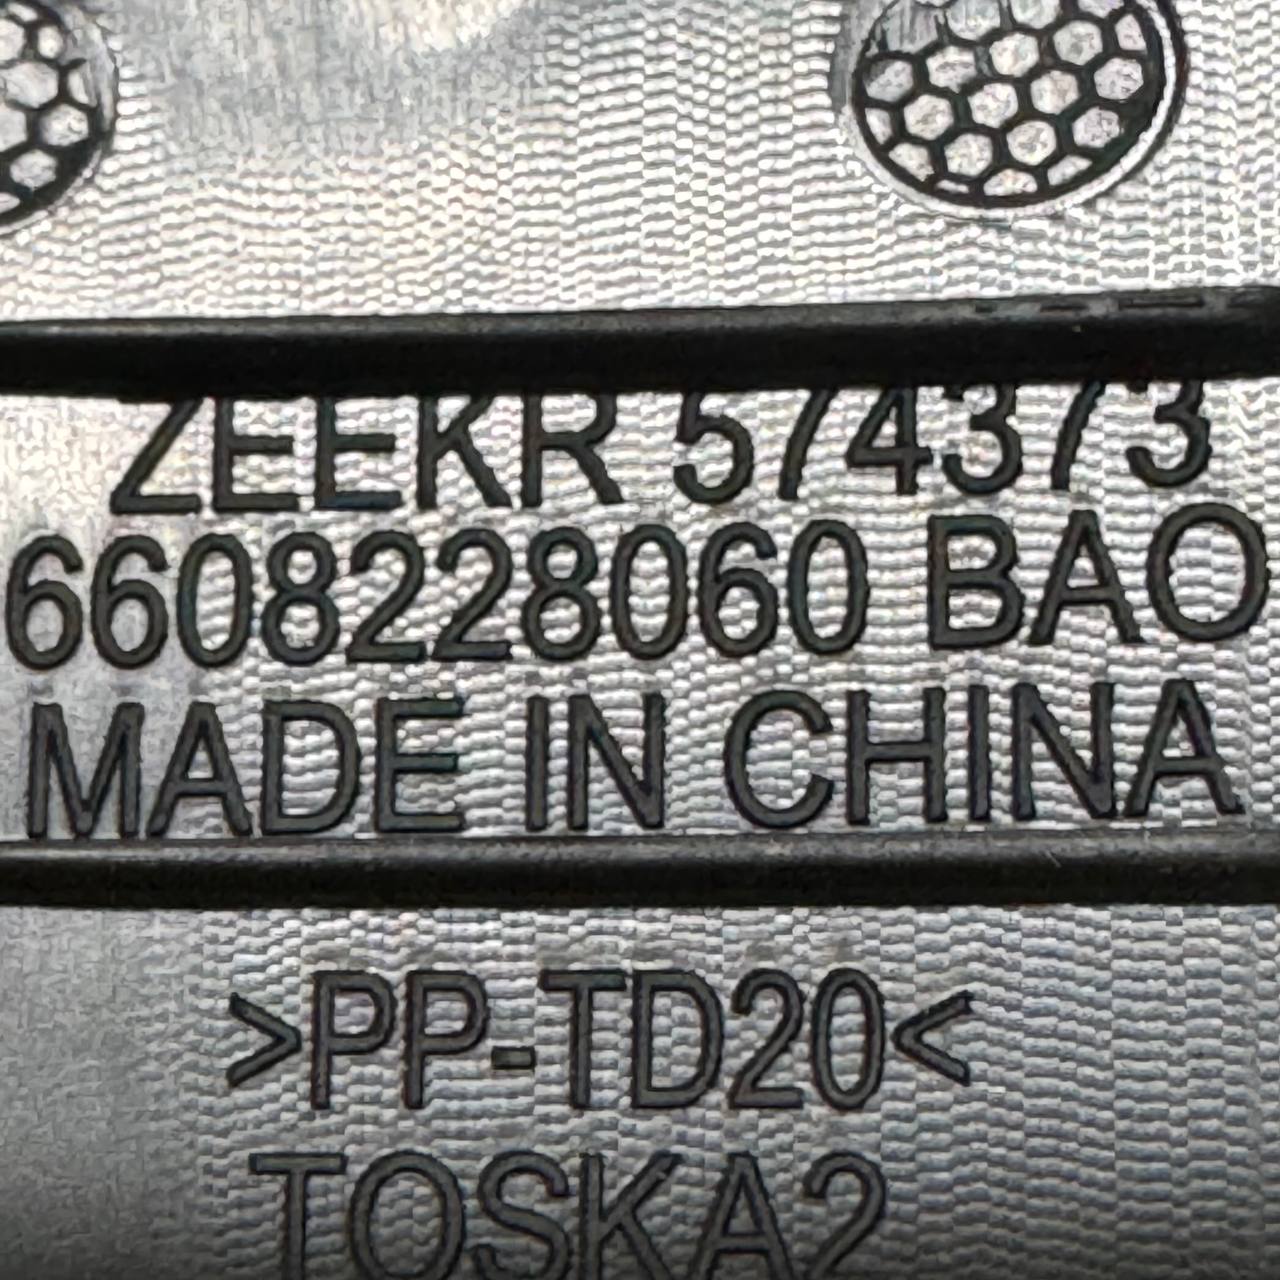 ZEEKR 574373
6608228060 BAO
MADE IN CHINA
>PP-TD20<
TOSKA2